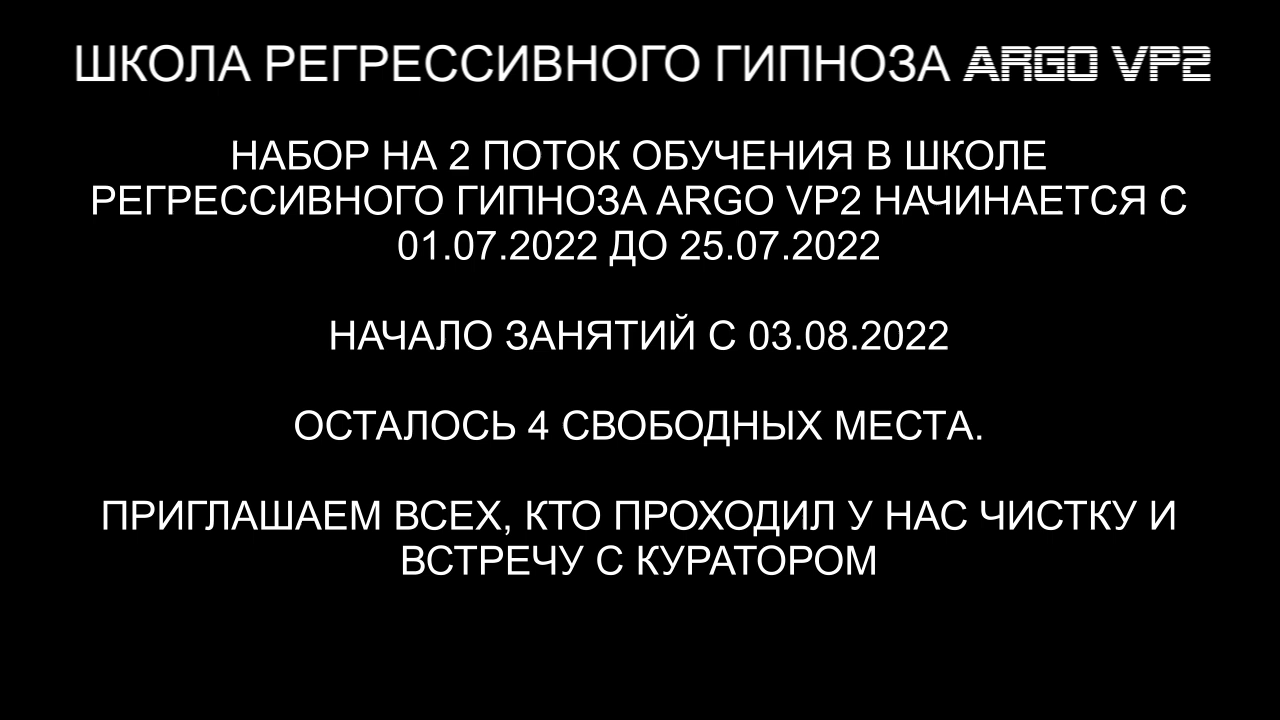 ШКОЛА РЕГРЕССИВНОГО ГИПНОЗА ARGO VP2
НАБОР НА 2 ПОТОК ОБУЧЕНИЯ В ШКОЛЕ
РЕГРЕССИВНОГО ГИПНОЗА ARGO VP2 НАЧИНАЕТСЯ С
01.07.2022 ДО 25.07.2022
НАЧАЛО ЗАНЯТИЙ С 03.08.2022
ОСТАЛОСЬ 4 СВОБОДНЫХ МЕСТА.
ПРИГЛАШАЕМ ВСЕХ, КТО ПРОХОДИЛ У НАС ЧИСТКУ И
ВСТРЕЧУ С КУРАТОРОМ